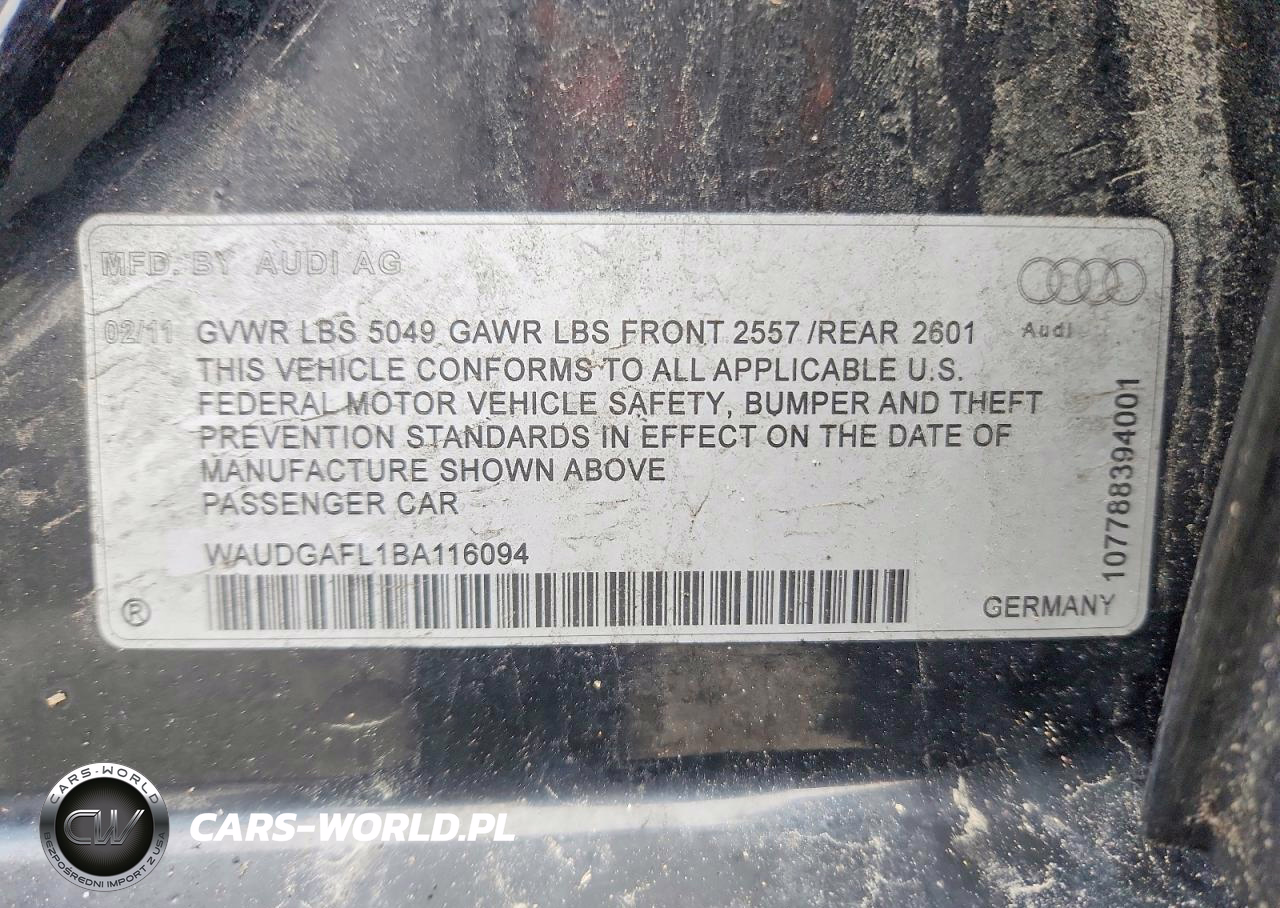 MFD. BY AUDI AG
Audi
02/11 GVWR LBS 5049 GAWR LBS FRONT 2557 /REAR 2601
THIS VEHICLE CONFORMS TO ALL APPLICABLE U.S.
FEDERAL MOTOR VEHICLE SAFETY, BUMPER AND THEFT
PREVENTION STANDARDS IN EFFECT ON THE DATE OF
MANUFACTURE SHOWN ABOVE
PASSENGER CAR
WAUDGAFL1BA116094
®
GERMANY
107788394001
CARS-WORLD
CW
BEZPOŚREDNI IMPORT Z USA
CARS-WORLD.PL